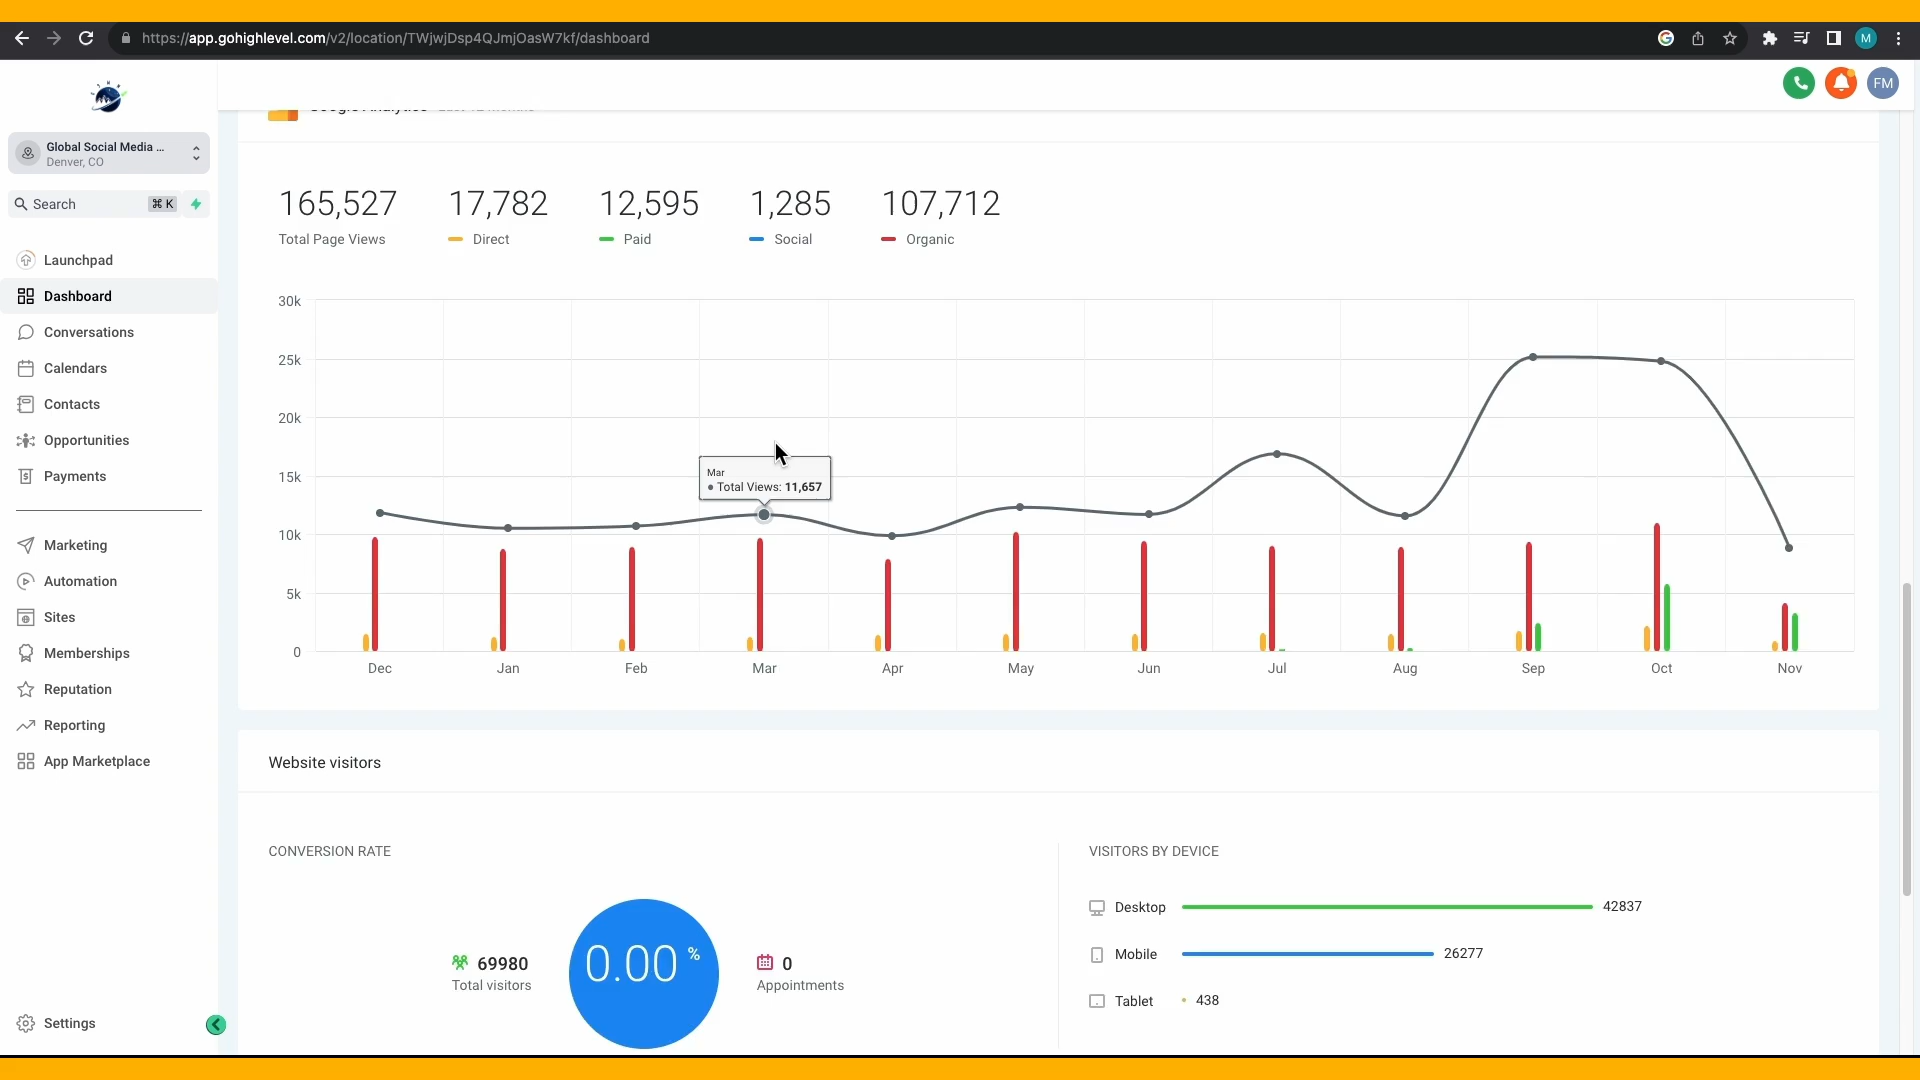 https://app.gohighlevel.com/v2/location/TWjwjDsp4QJmjOasW7kf/dashboard
M
FM
Global Social Media ...
Denver, CO
Search
⌘ K
Launchpad
Dashboard
Conversations
Calendars
Contacts
Opportunities
Payments
Marketing
Automation
Sites
Memberships
Reputation
Reporting
App Marketplace
Settings
165,527
Total Page Views
17,782
Direct
12,595
Paid
1,285
Social
107,712
Organic
30k
25k
20k
15k
10k
5k
0
Mar
Total Views: 11,657
Dec Jan Feb Mar Apr May Jun Jul Aug Sep Oct Nov
Website visitors
CONVERSION RATE
69980
Total visitors
0.00 %
0
Appointments
VISITORS BY DEVICE
Desktop 42837
Mobile 26277
Tablet 438